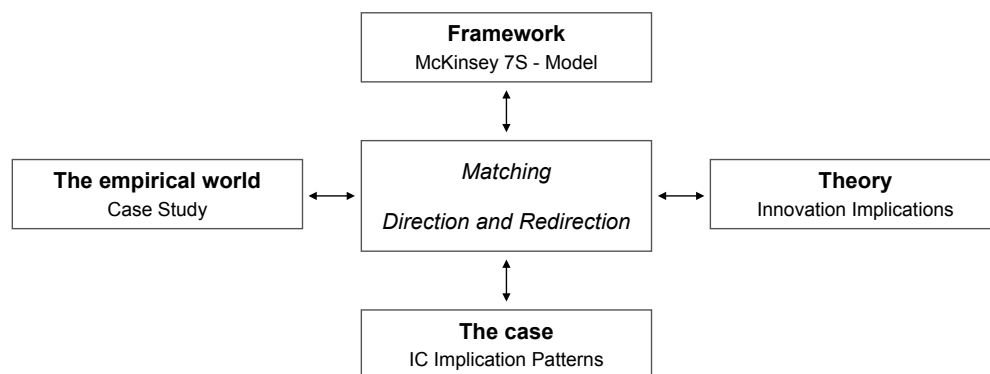 Framework
McKinsey 7S - Model
The empirical world
Case Study
Matching
Direction and Redirection
Theory
Innovation Implications
The case
IC Implication Patterns